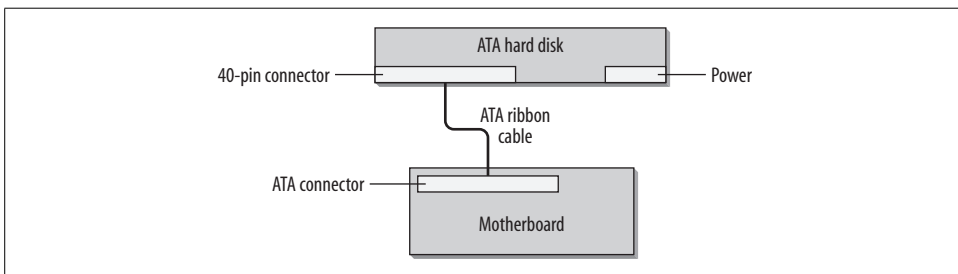 ATA hard disk
40-pin connector
Power
ATA ribbon
cable
ATA connector
Motherboard